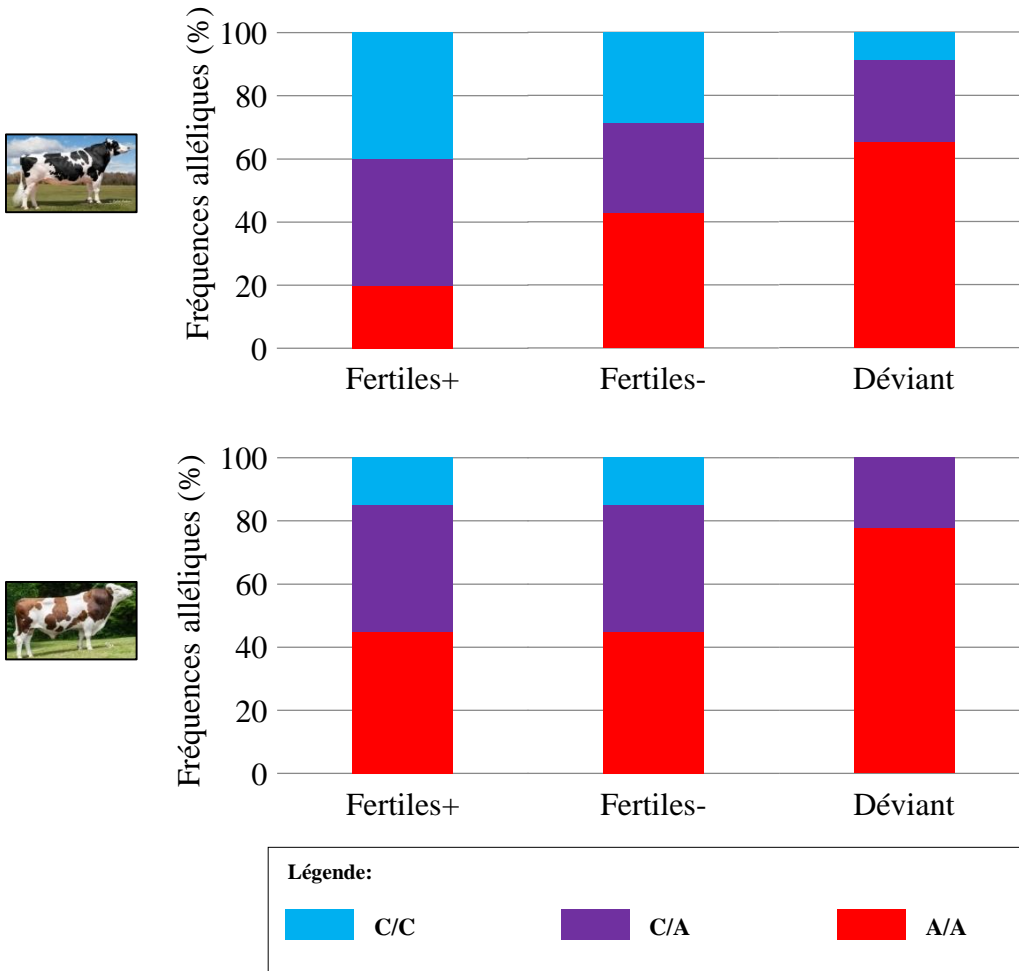 Fréquences alléliques (%)
100
80
60
40
20
0
Fertiles+ Fertiles- Déviant
Fréquences alléliques (%)
100
80
60
40
20
0
Fertiles+ Fertiles- Déviant
Légende:
C/C C/A A/A